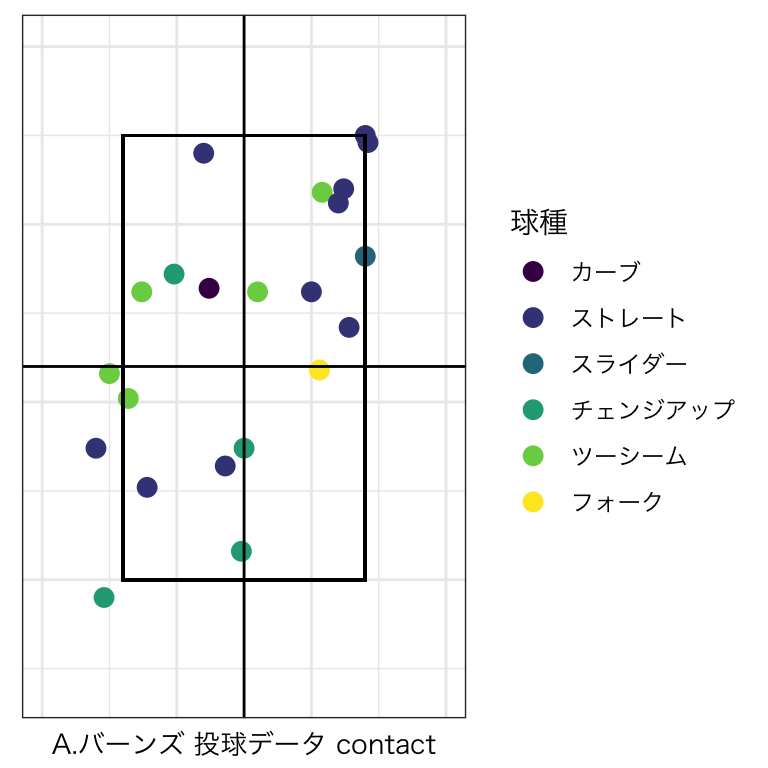 球種
カーブ
ストレート
スライダー
チェンジアップ
ツーシーム
フォーク
A.バーンズ 投球データ contact